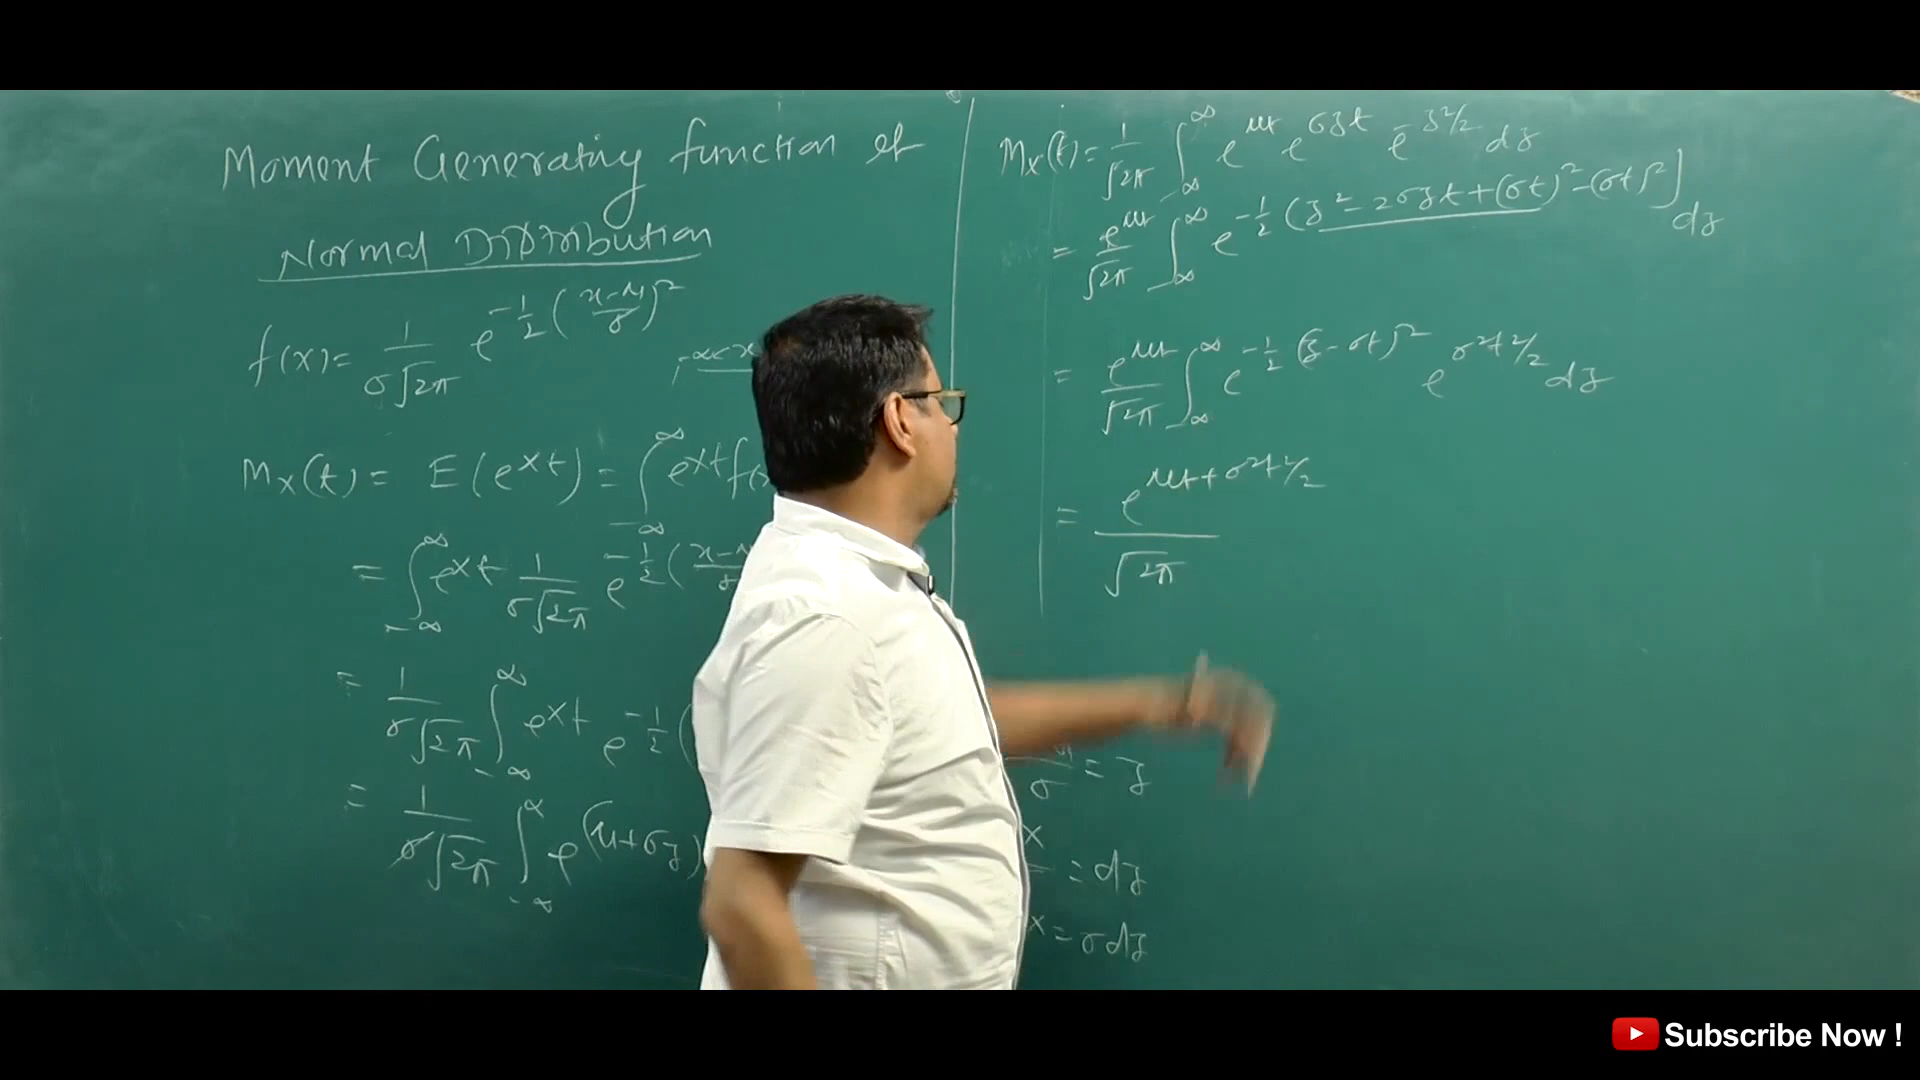 Moment Generating function of
Normal Distribution
f(x) = 1/(σ√2π) e^{-1/2 ((x-μ)/σ)^2}
, -∞<x
M_X(t) = E(e^{xt}) = ∫_{-∞}^{∞} e^{xt} f(x
= ∫_{-∞}^{∞} e^{xt} 1/(σ√2π) e^{-1/2 (x-μ/σ
= 1/(σ√2π) ∫_{-∞}^{∞} e^{xt} e^{-1/2 (
= 1/(σ√2π) ∫_{-∞}^{∞} e^{(μ+σz)
M_X(t) = 1/√2π ∫_{-∞}^{∞} e^{μt} e^{σzt} e^{-z²/2} dz
= e^{μt}/√2π ∫_{-∞}^{∞} e^{-1/2 (z² - 2σzt + (σt)² - (σt)²]} dz
= e^{μt}/√2π ∫_{-∞}^{∞} e^{-1/2 (z - σt)²} e^{σ²t²/2} dz
= e^{μt + σ²t²/2} / √2π
σ = z
x = dz
x = σ dz
Subscribe Now !